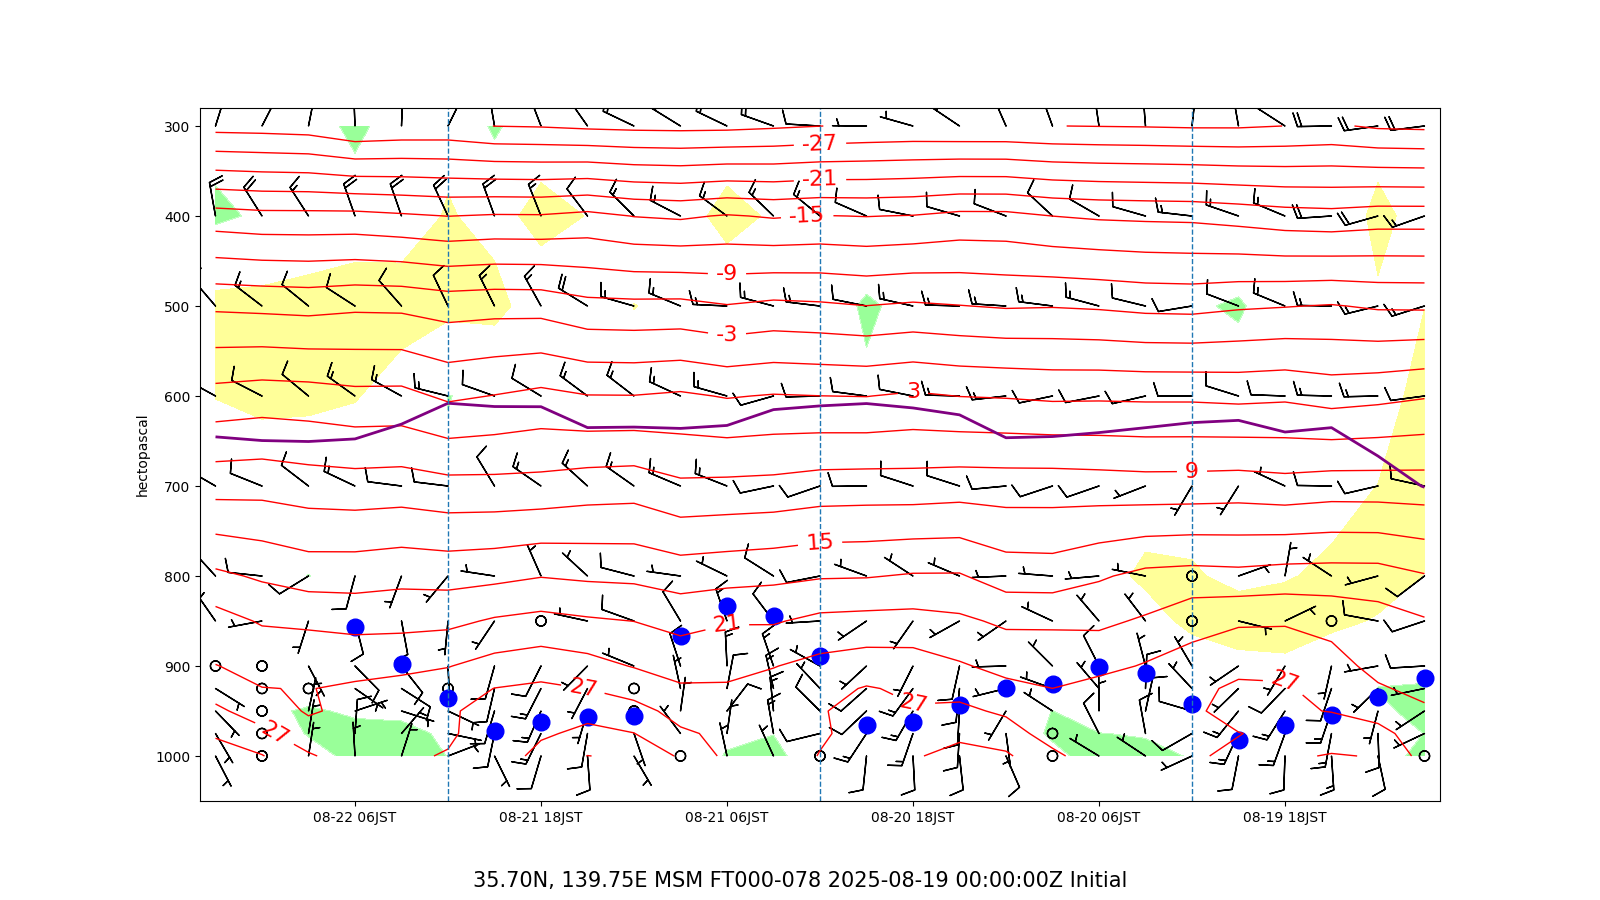 300
-27
-21
400
-15
-9
500
-3
600
3
hectopascal
9
700
15
800
21
900
27
-27
27
27
1000
08-22 06JST
08-21 18JST
08-21 06JST
08-20 18JST
08-20 06JST
08-19 18JST
35.70N, 139.75E MSM FT000-078 2025-08-19 00:00:00Z Initial